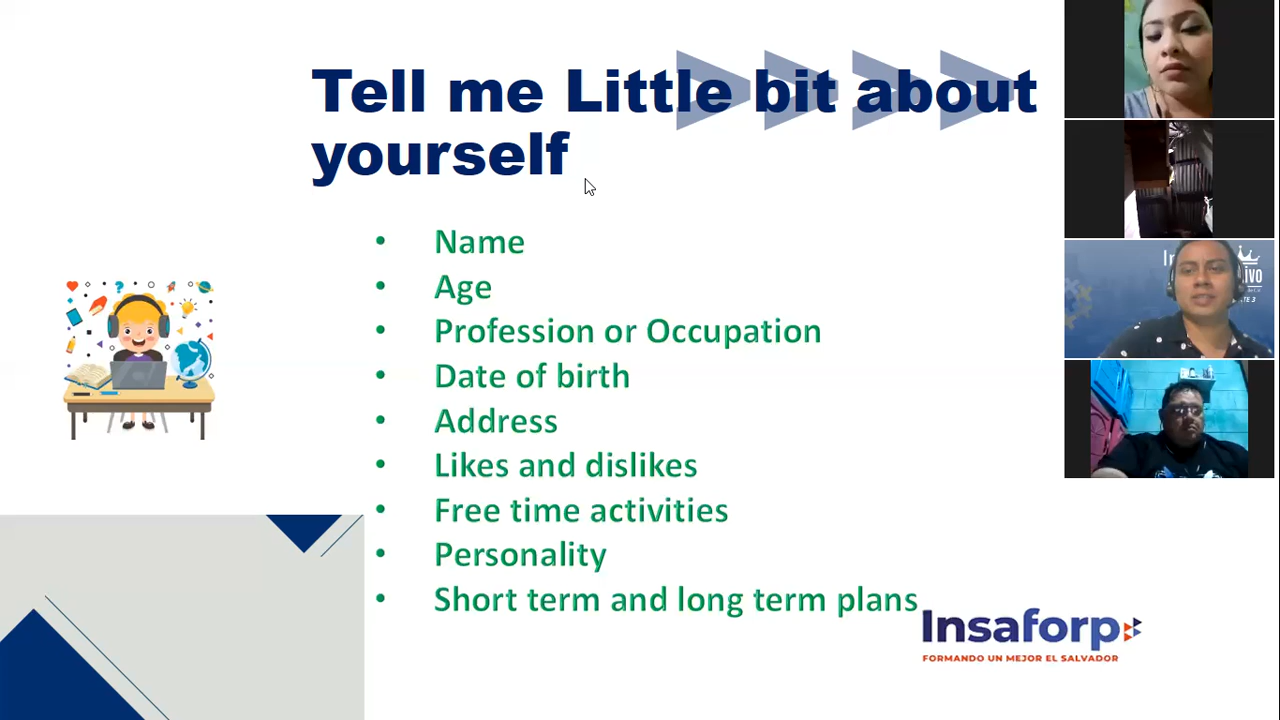 Tell me Little bit about
yourself
• Name
• Age
• Profession or Occupation
• Date of birth
• Address
• Likes and dislikes
• Free time activities
• Personality
• Short term and long term plans
Insaforp
FORMANDO UN MEJOR EL SALVADOR